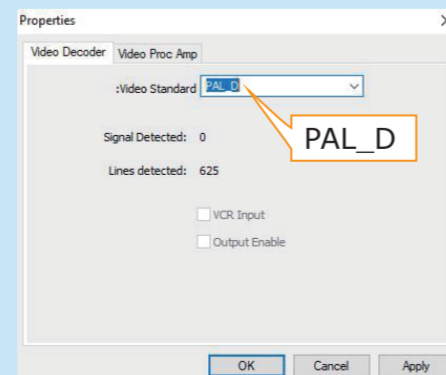 Properties
Video Decoder Video Proc Amp
:Video Standard PAL_D
PAL_D
Signal Detected: 0
Lines detected: 625
VCR Input
Output Enable
OK Cancel Apply